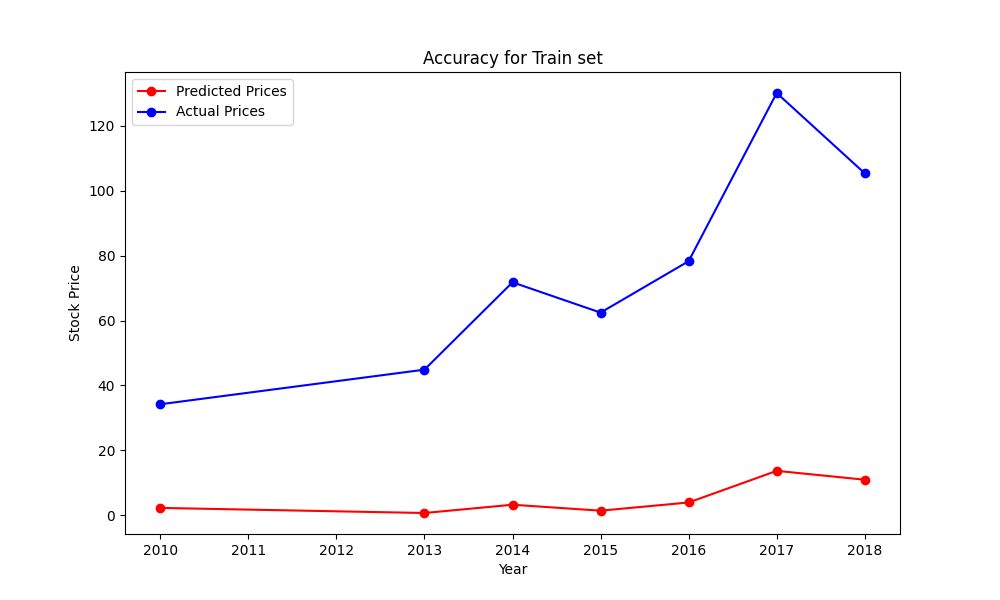 Accuracy for Train set
Predicted Prices
Actual Prices
120
100
80
60
40
20
0
Stock Price
2010 2011 2012 2013 2014 2015 2016 2017 2018
Year